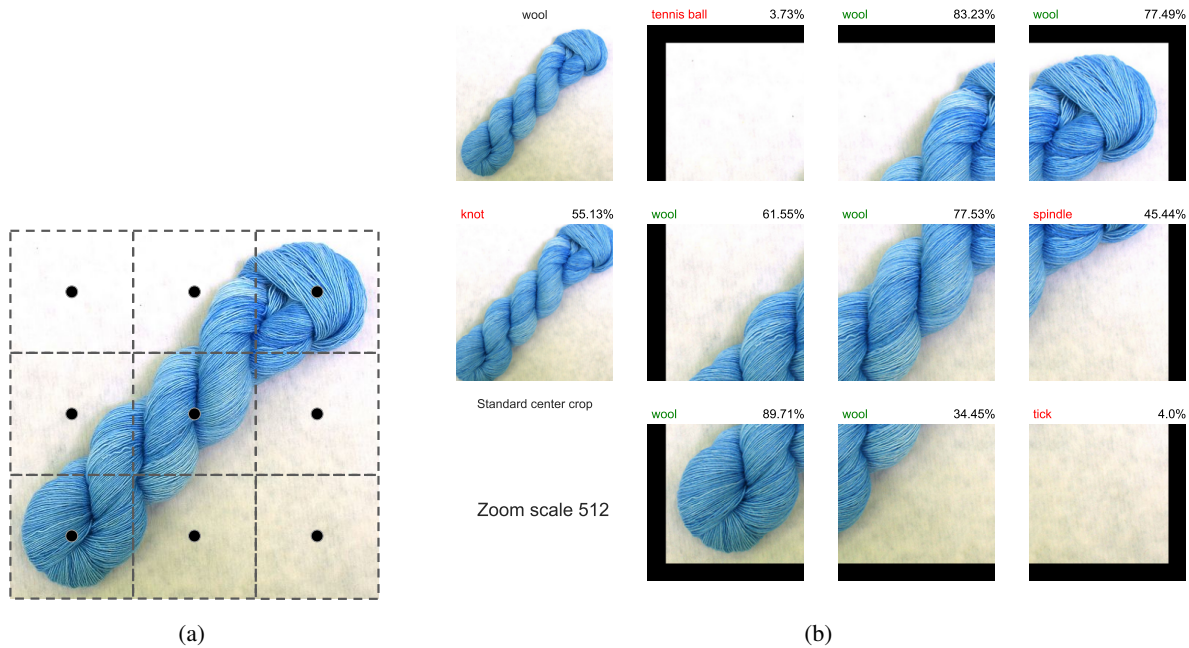 wool
tennis ball 3.73%
wool 83.23%
wool 77.49%
knot 55.13%
wool 61.55%
wool 77.53%
spindle 45.44%
Standard center crop
wool 89.71%
wool 34.45%
tick 4.0%
Zoom scale 512
(a)
(b)